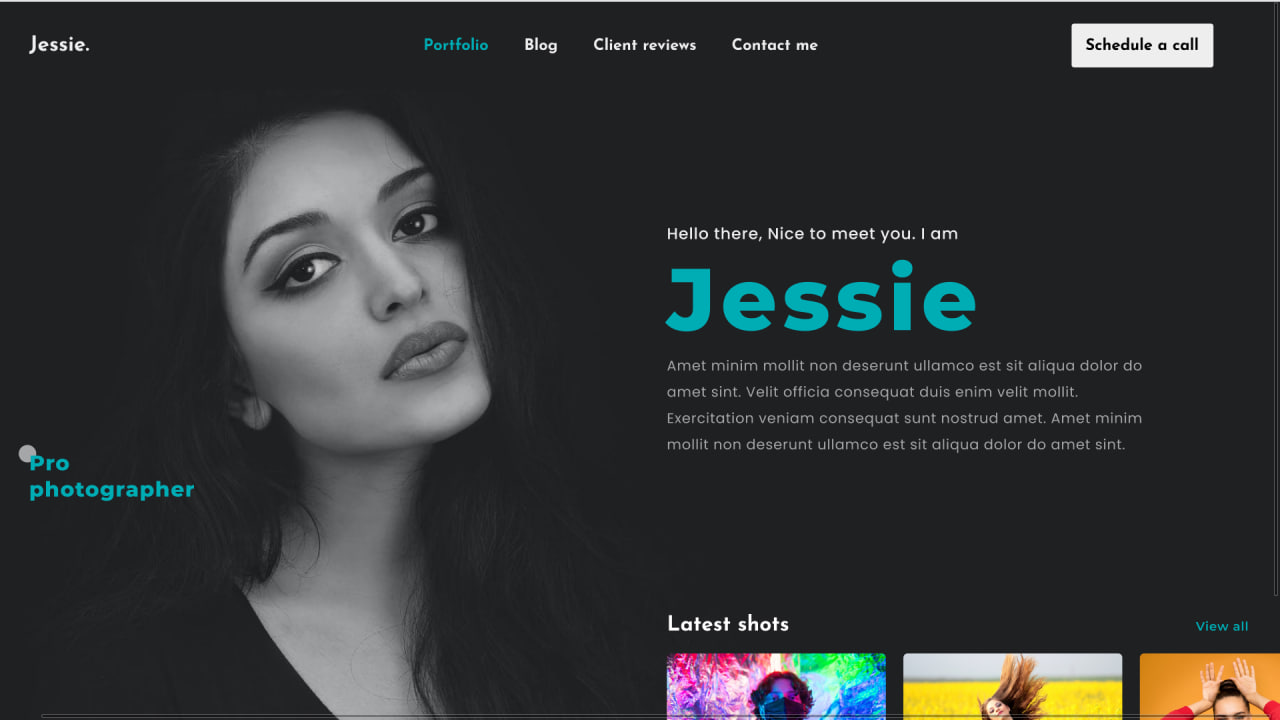 Jessie.
Portfolio
Blog
Client reviews
Contact me
Schedule a call
Hello there, Nice to meet you. I am
Jessie
Amet minim mollit non deserunt ullamco est sit aliqua dolor do
amet sint. Velit officia consequat duis enim velit mollit.
Exercitation veniam consequat sunt nostrud amet. Amet minim
mollit non deserunt ullamco est sit aliqua dolor do amet sint.
Pro
photographer
Latest shots
View all